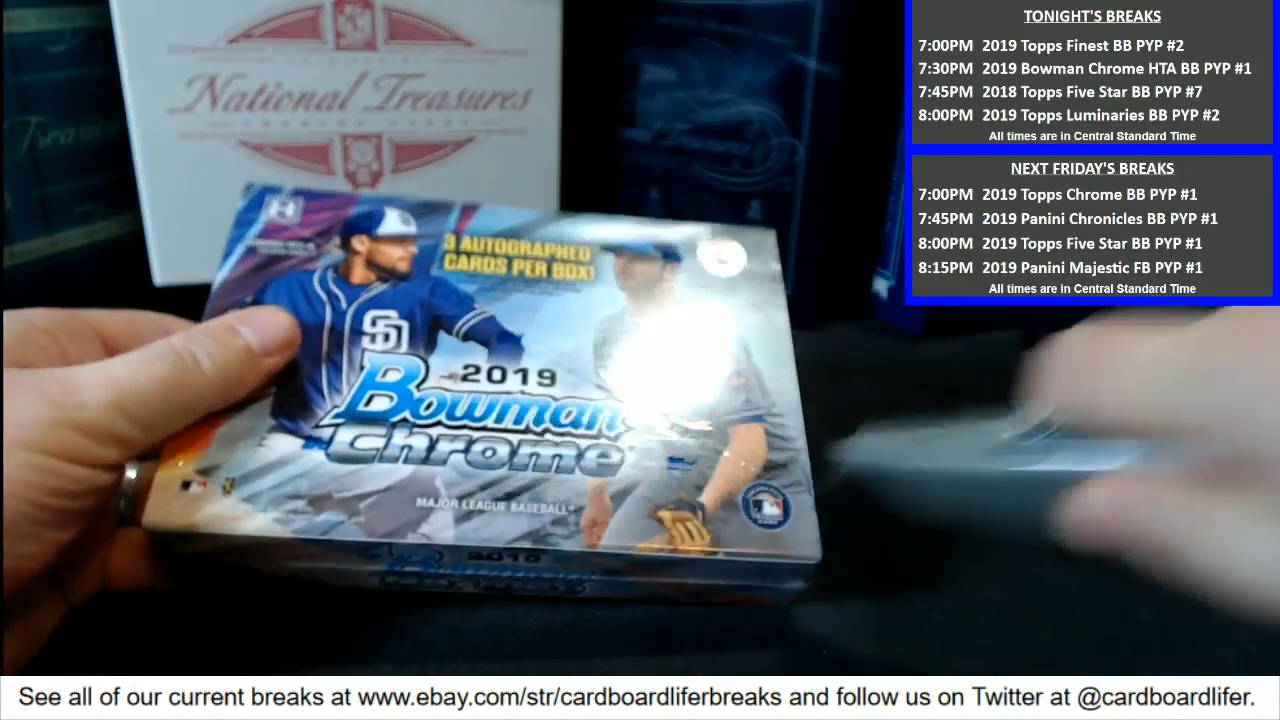 National Treasures
Treasures
3 AUTOGRAPHED
CARDS PER BOX!
SD
2019
Bowman
Chrome
MAJOR LEAGUE BASEBALL
2019
Bowman
TONIGHT'S BREAKS
7:00PM 2019 Topps Finest BB PYP #2
7:30PM 2019 Bowman Chrome HTA BB PYP #1
7:45PM 2018 Topps Five Star BB PYP #7
8:00PM 2019 Topps Luminaries BB PYP #2
All times are in Central Standard Time
NEXT FRIDAY'S BREAKS
7:00PM 2019 Topps Chrome BB PYP #1
7:45PM 2019 Panini Chronicles BB PYP #1
8:00PM 2019 Topps Five Star BB PYP #1
8:15PM 2019 Panini Majestic FB PYP #1
All times are in Central Standard Time
See all of our current breaks at www.ebay.com/str/cardboardliferbreaks and follow us on Twitter at @cardboardlifer.